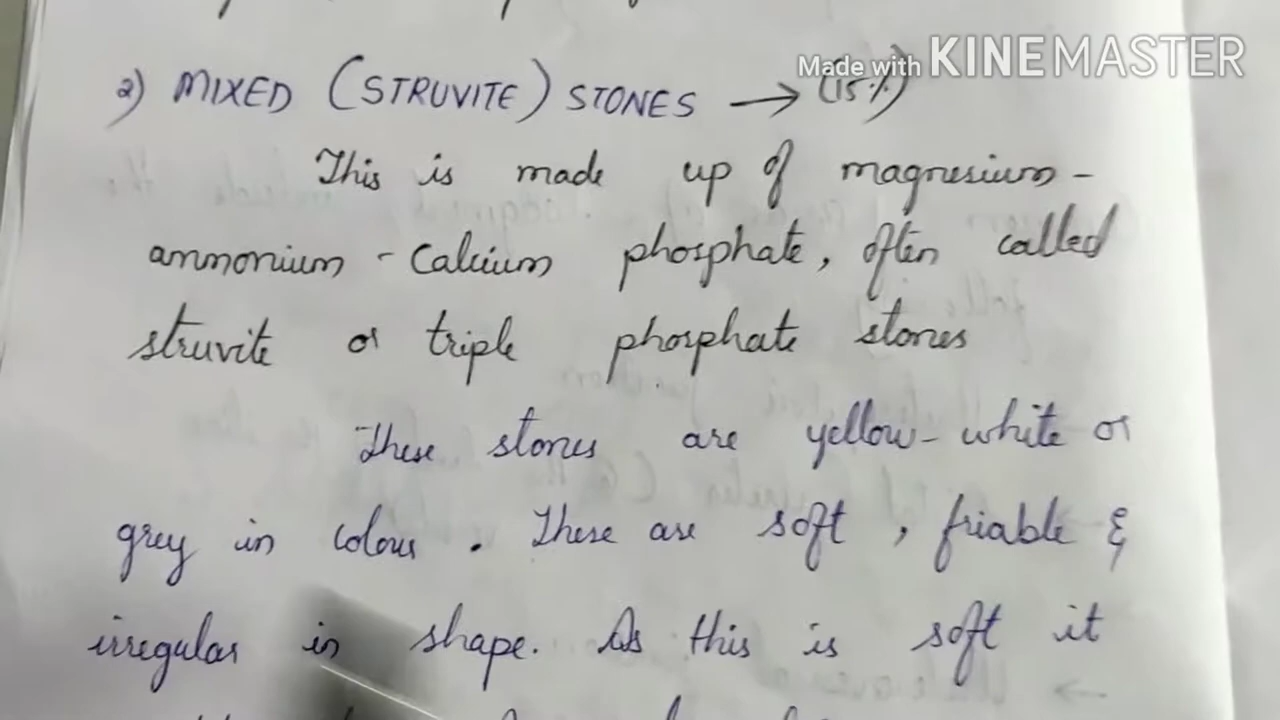 Made with KINEMASTER
2) MIXED (STRUVITE) STONES → (15%)
This is made up of magnesium-
ammonium - Calcium phosphate, often called
struvite or triple phosphate stones
These stones are yellow-white or
grey in colour. These are soft, friable &
irregular in shape. As this is soft it